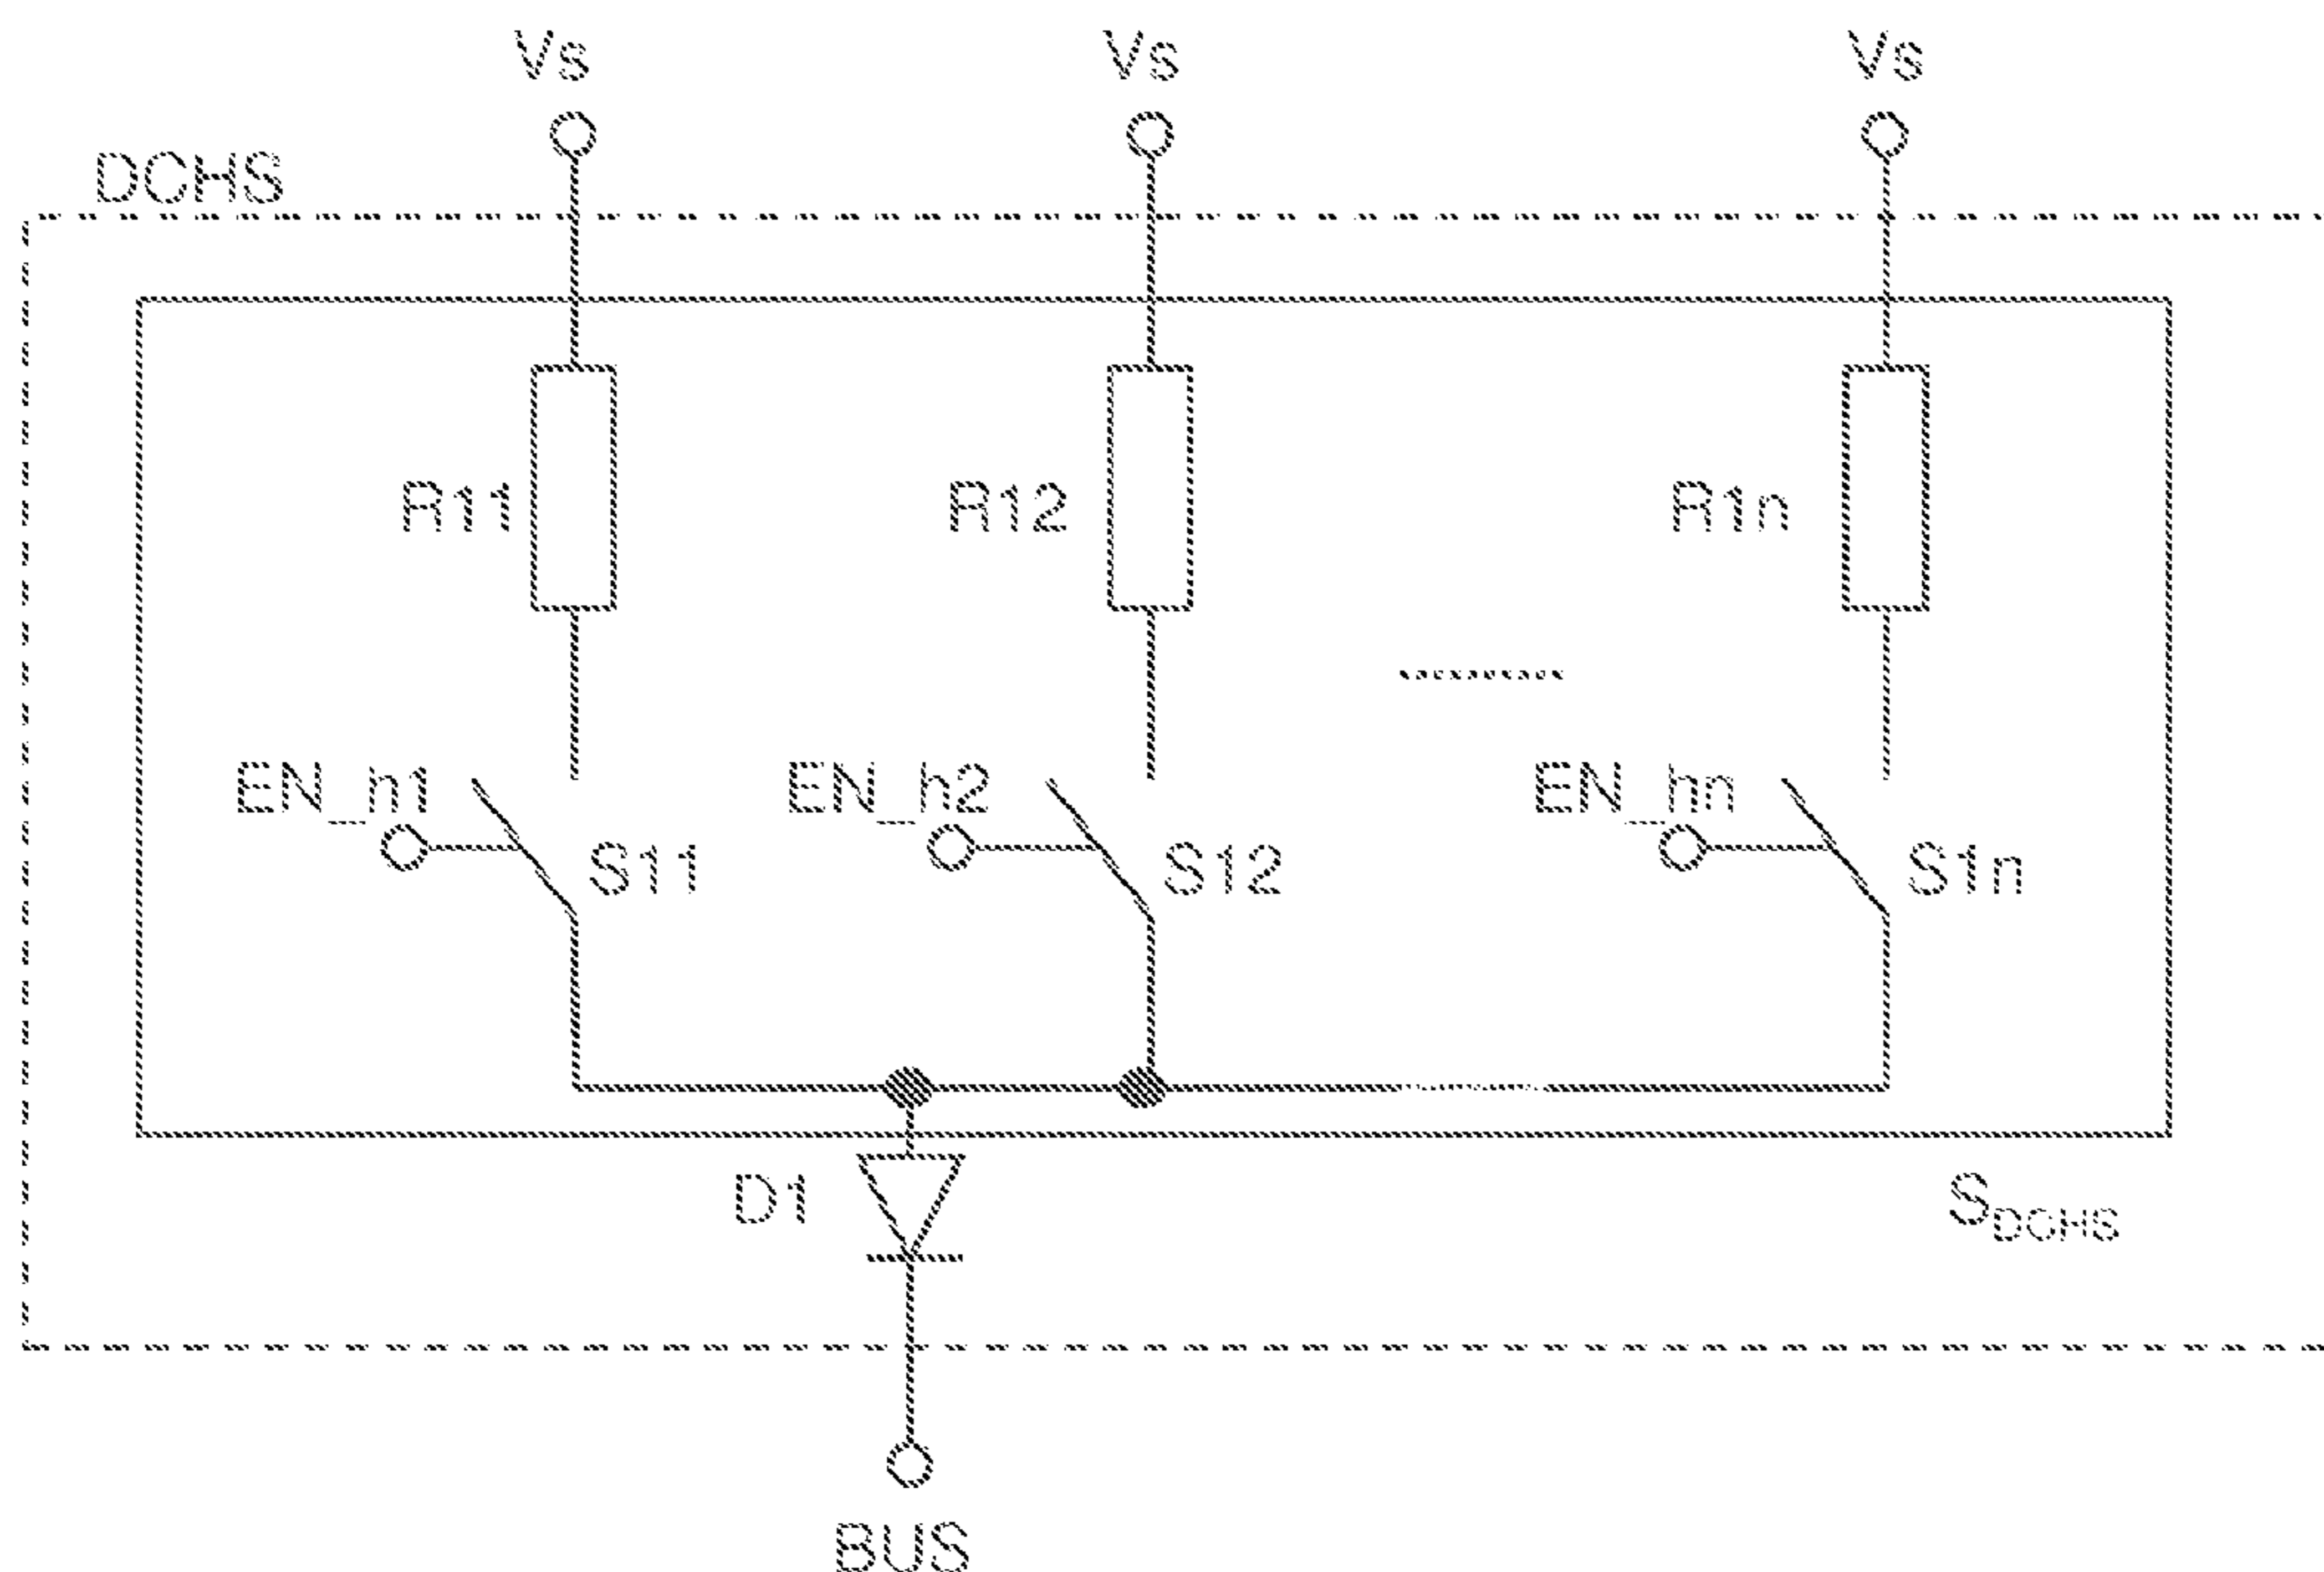 Vs Vs Vs
DCHS
R11 R12 R1n
EN_h1 EN_h2 EN_hn
S11 S12 S1n
D1 SDCHS
BUS